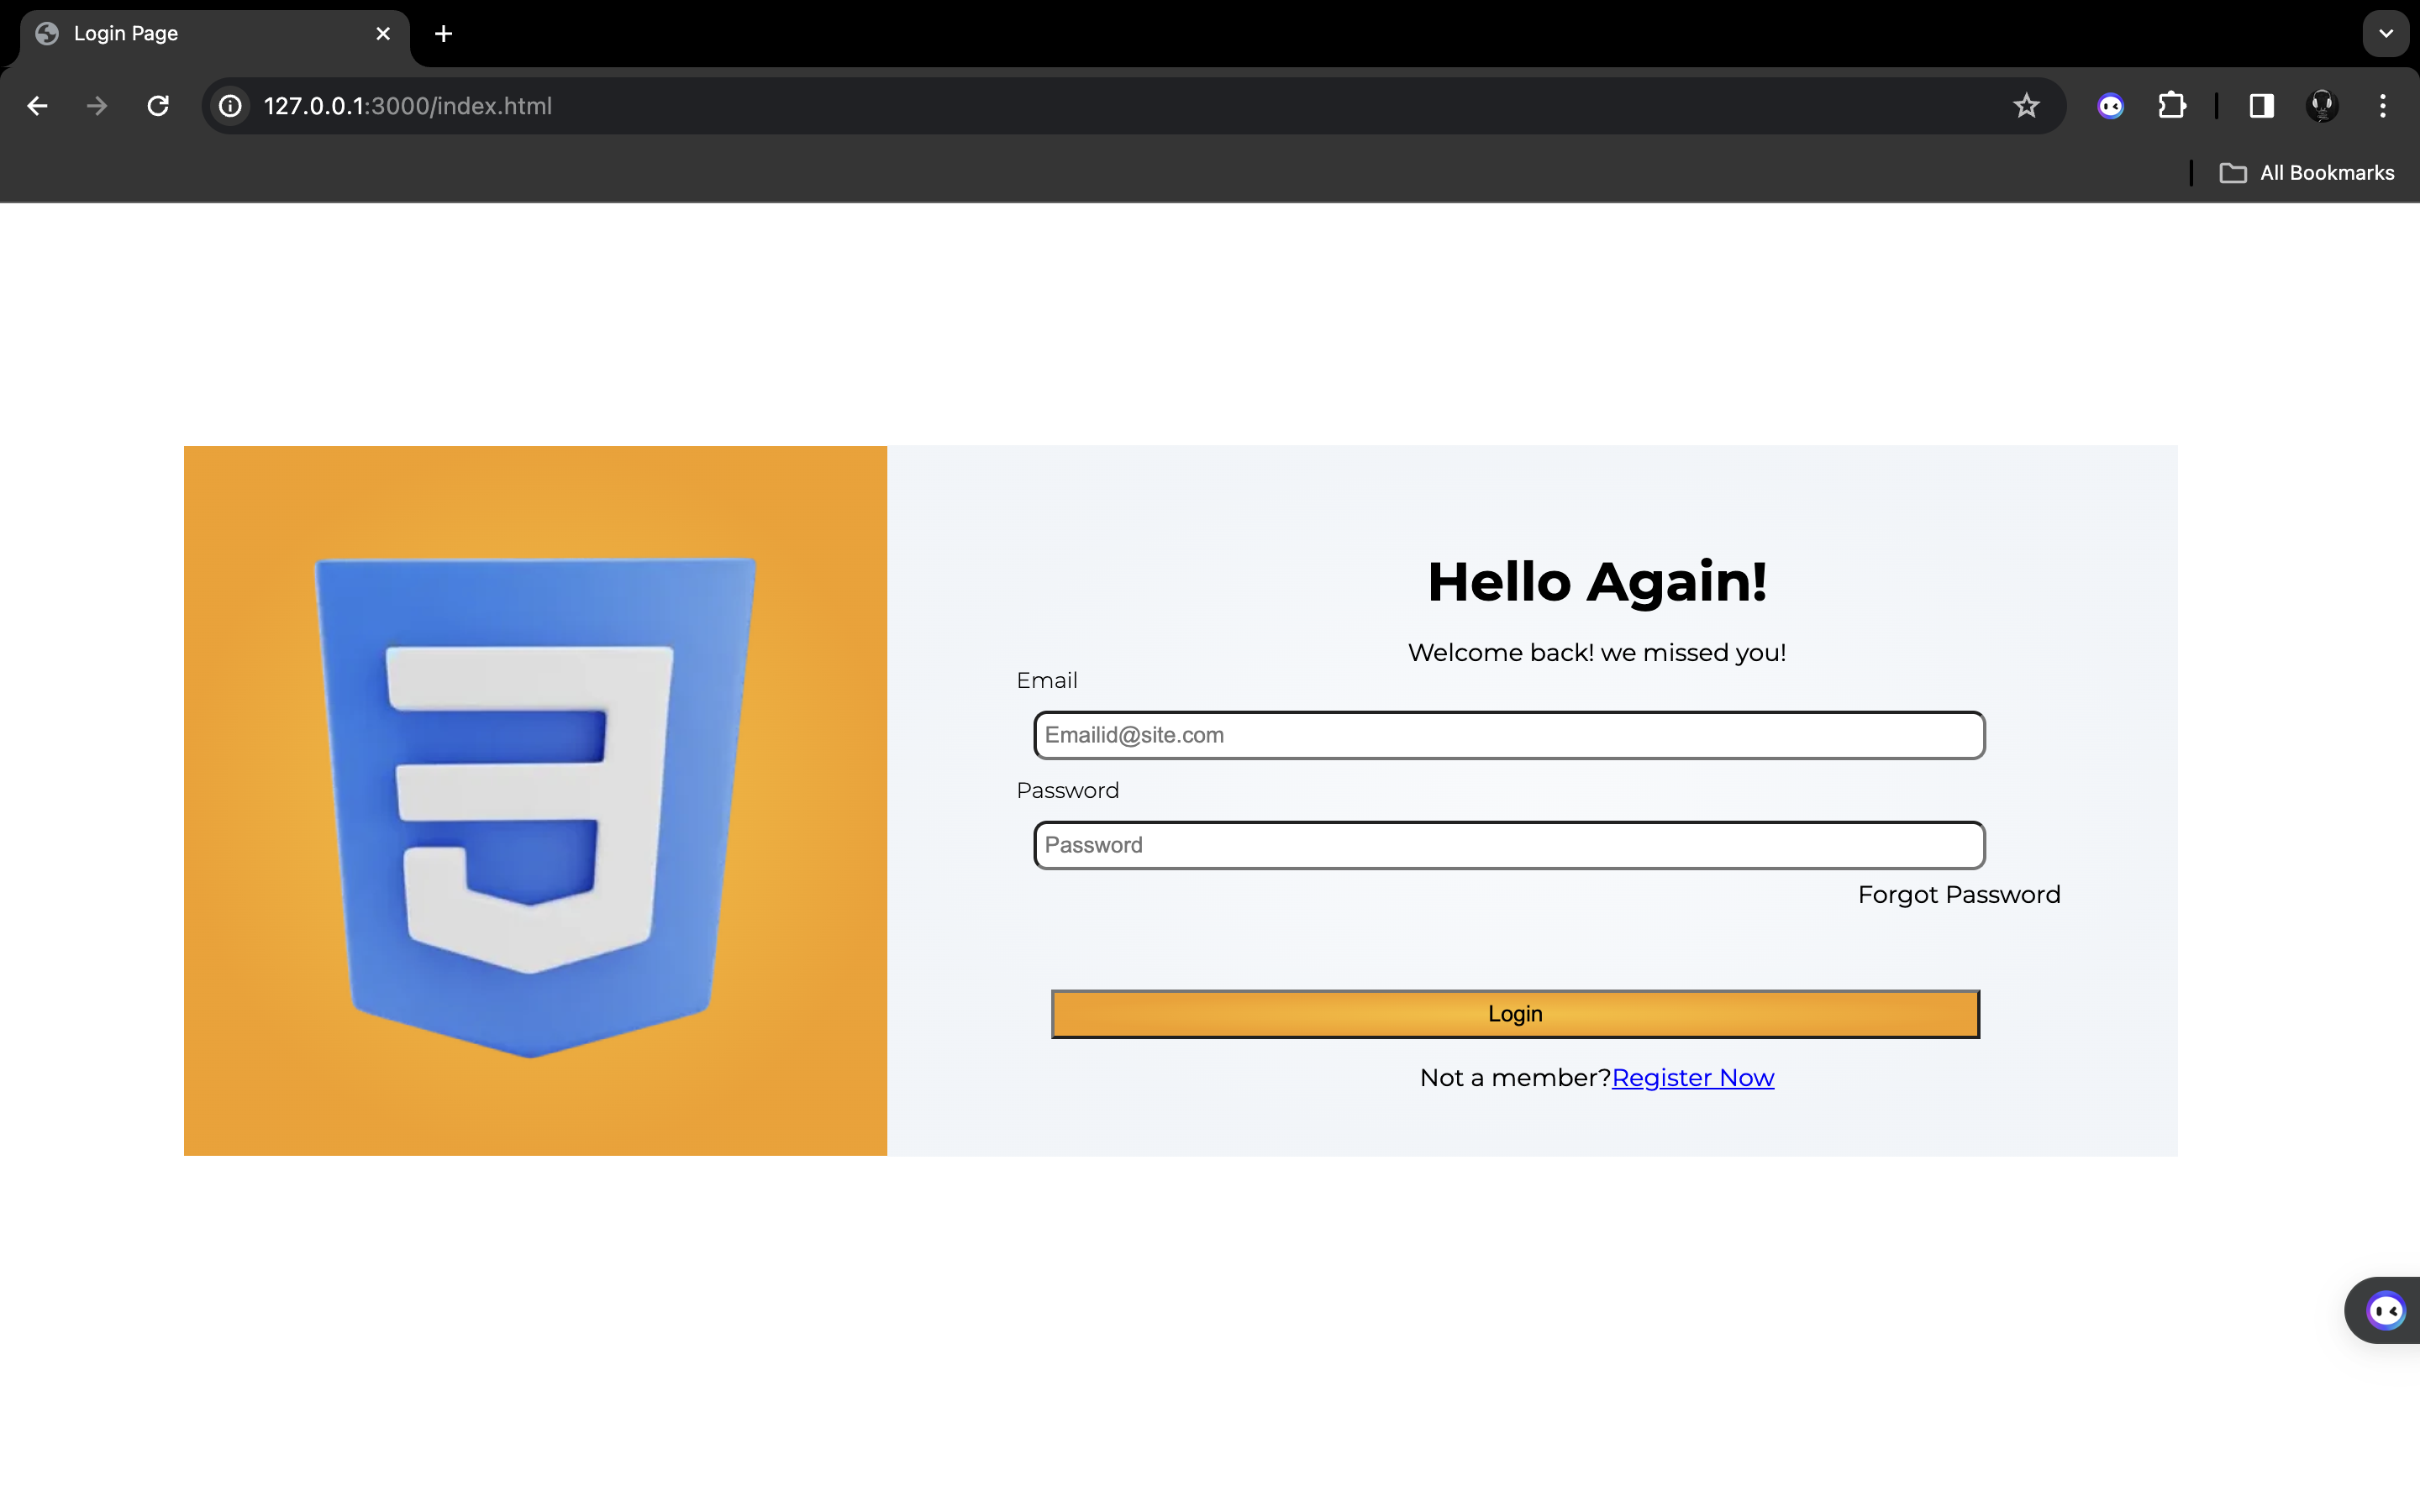 Login Page
127.0.0.1:3000/index.html
All Bookmarks
Hello Again!
Welcome back! we missed you!
Email
Emailid@site.com
Password
Password
Forgot Password
Login
Not a member?Register Now